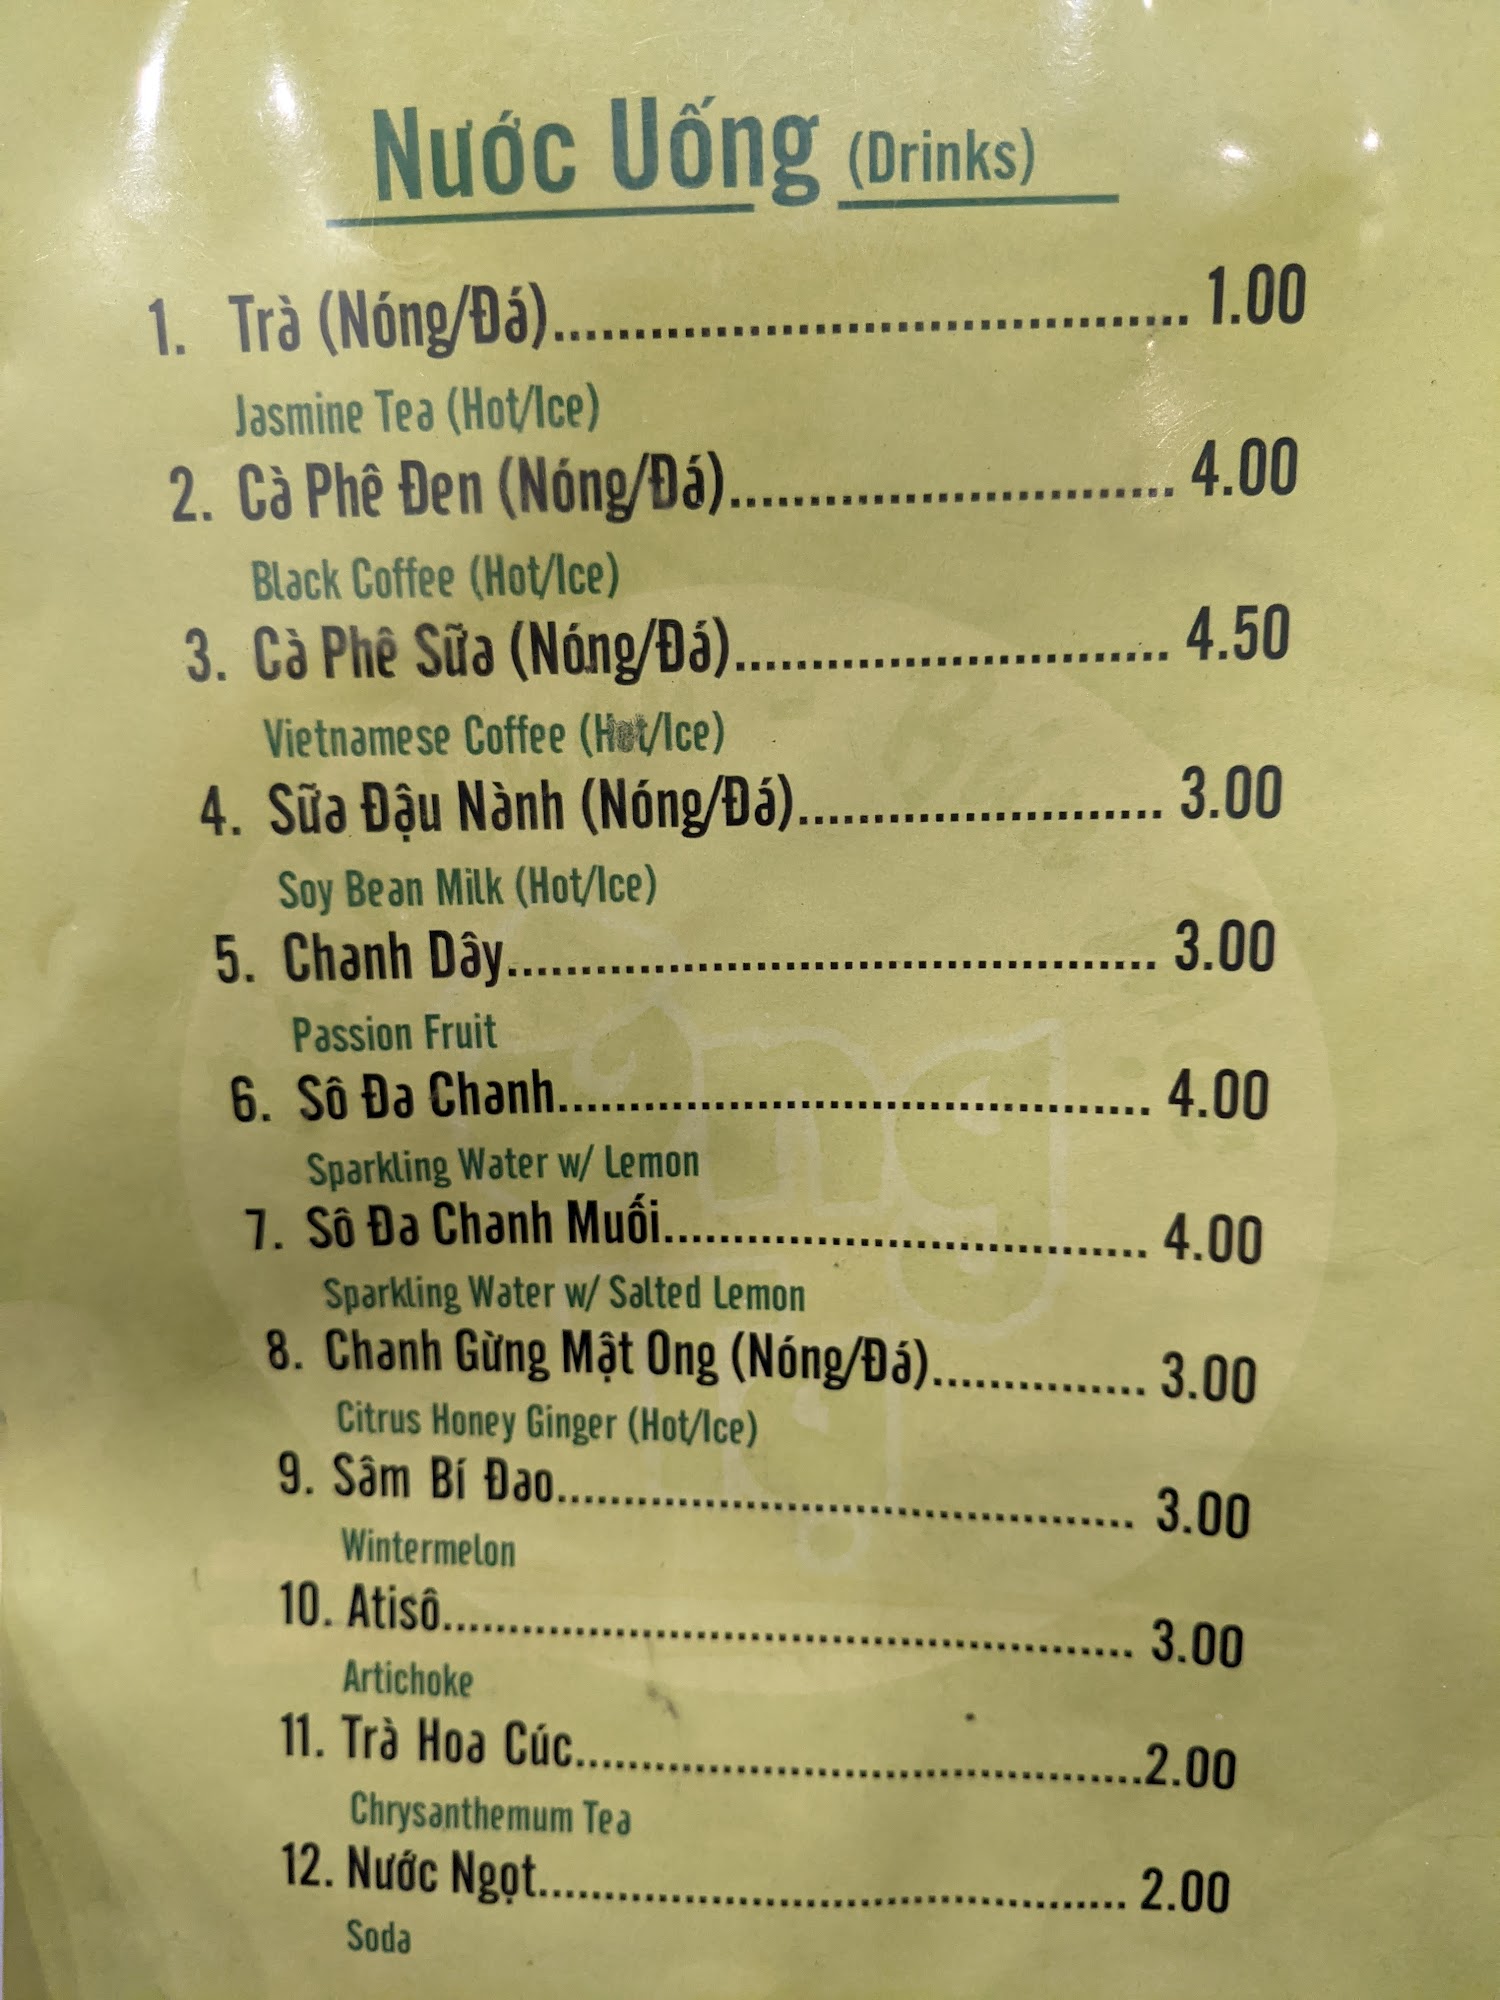 Nước Uống (Drinks)
1. Trà (Nóng/Đá)........................................ 1.00
Jasmine Tea (Hot/Ice)
2. Cà Phê Đen (Nóng/Đá)............................ 4.00
Black Coffee (Hot/Ice)
3. Cà Phê Sữa (Nóng/Đá)........................... 4.50
Vietnamese Coffee (Hot/Ice)
4. Sữa Đậu Nành (Nóng/Đá)....................... 3.00
Soy Bean Milk (Hot/Ice)
5. Chanh Dây......................................... 3.00
Passion Fruit
6. Sô Đa Chanh...................................... 4.00
Sparkling Water w/ Lemon
7. Sô Đa Chanh Muối............................... 4.00
Sparkling Water w/ Salted Lemon
8. Chanh Gừng Mật Ong (Nóng/Đá).............. 3.00
Citrus Honey Ginger (Hot/Ice)
9. Sâm Bí Đao....................................... 3.00
Wintermelon
10. Atisô.............................................. 3.00
Artichoke
11. Trà Hoa Cúc.......................................2.00
Chrysanthemum Tea
12. Nước Ngọt........................................ 2.00
Soda